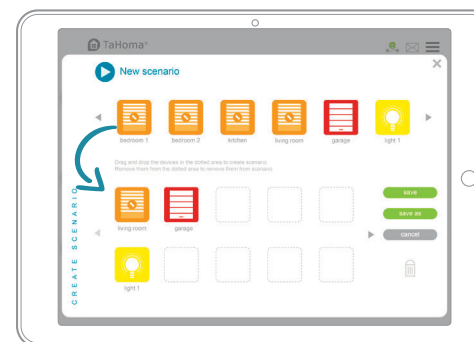 TaHoma®
New scenario
bedroom 1 bedroom 2 kitchen living room garage light 1
Drag and drop the devices in the dotted area to create scenario.
Remove them from the dotted area to remove them from scenario.
CREATE SCENARIO
save
living room garage
save as
cancel
light 1